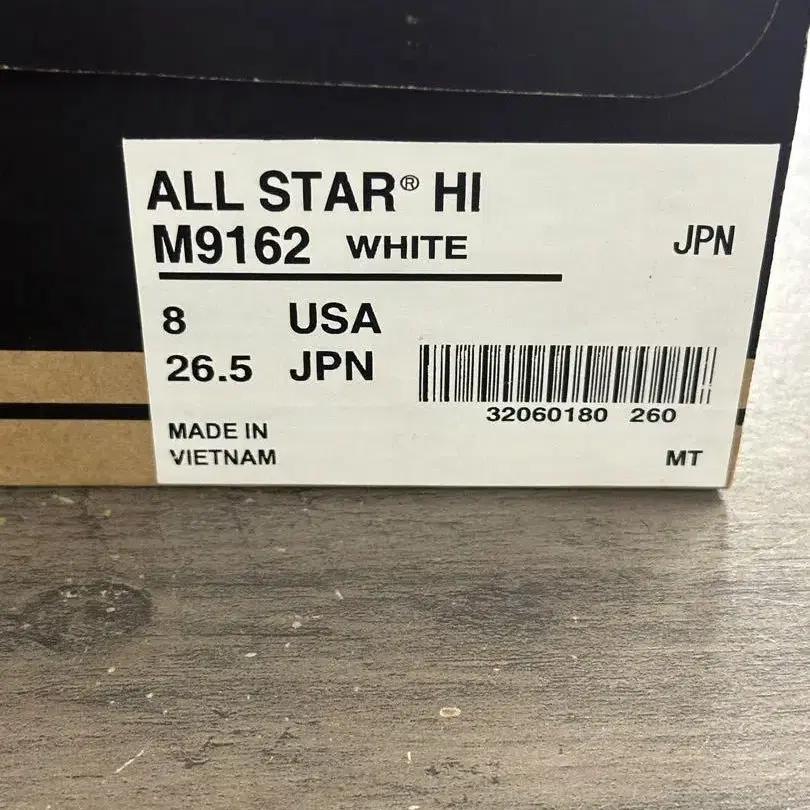 ALL STAR® HI
M9162 WHITE JPN
8 USA
26.5 JPN
32060180 260
MADE IN
VIETNAM
MT